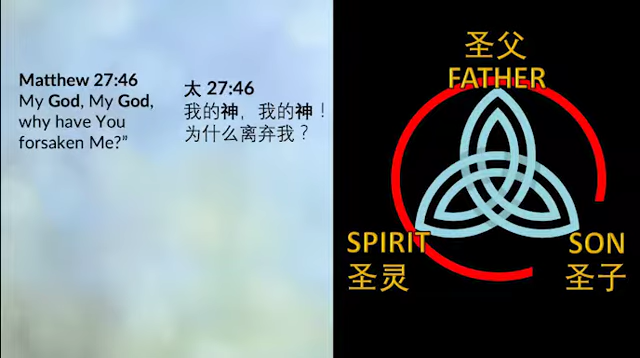 Matthew 27:46
My God, My God,
why have You
forsaken Me?”
太 27:46
我的神，我的神！
为什么离弃我？
圣父
FATHER
SPIRIT
圣灵
SON
圣子